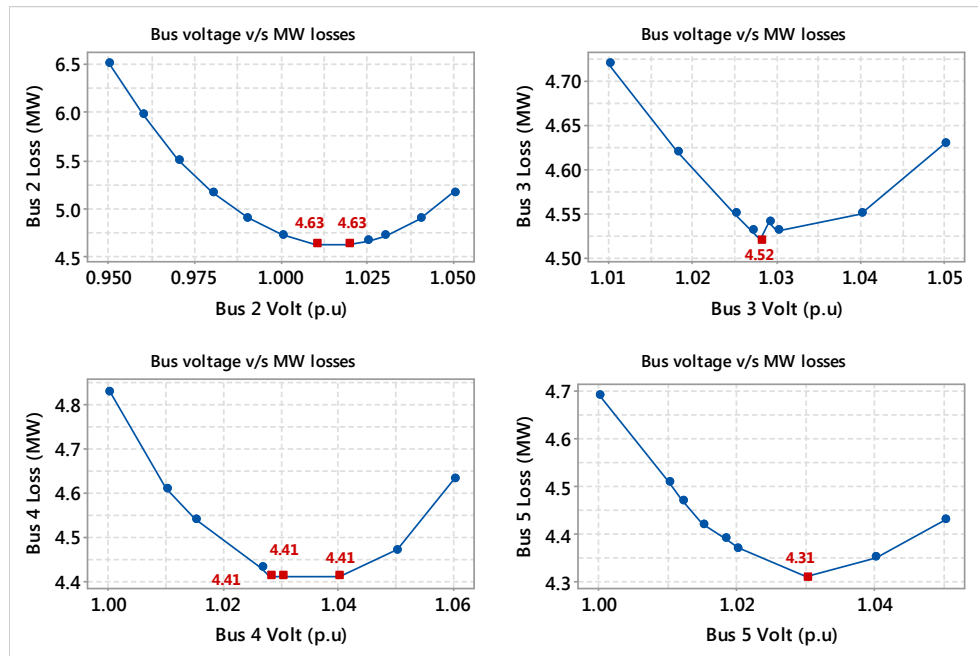 Bus voltage v/s MW losses
Bus 2 Loss (MW)
6.5
6.0
5.5
5.0
4.5
4.63 4.63
0.950 0.975 1.000 1.025 1.050
Bus 2 Volt (p.u)
Bus voltage v/s MW losses
Bus 3 Loss (MW)
4.70
4.65
4.60
4.55
4.50
4.52
1.01 1.02 1.03 1.04 1.05
Bus 3 Volt (p.u)
Bus voltage v/s MW losses
Bus 4 Loss (MW)
4.8
4.7
4.6
4.5
4.4
4.41 4.41 4.41
1.00 1.02 1.04 1.06
Bus 4 Volt (p.u)
Bus voltage v/s MW losses
Bus 5 Loss (MW)
4.7
4.6
4.5
4.4
4.3
4.31
1.00 1.02 1.04
Bus 5 Volt (p.u)